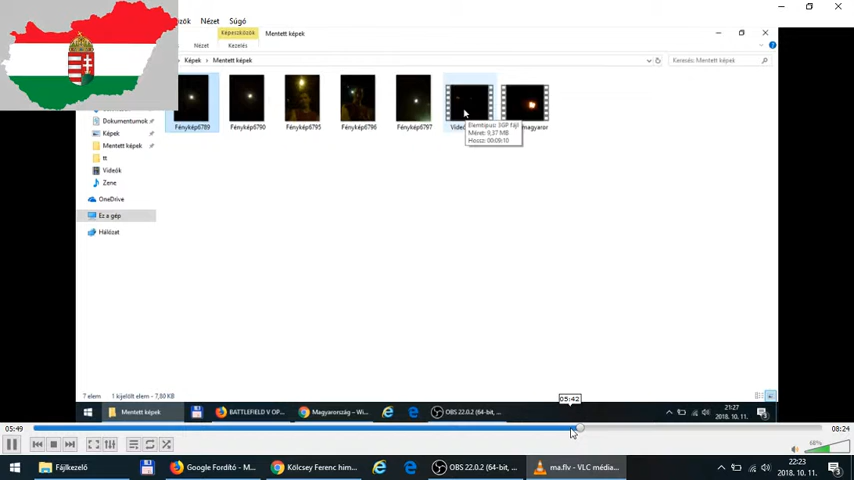 zók Nézet Súgó
Képeszközök Mentett képek
Nézet Kezelés
Képek > Mentett képek
Keresés: Mentett képek
Fénykép6789 Fénykép6790 Fénykép6795 Fénykép6796 Fénykép6797 Vide magyaror
Elemtípus: 3GP fájl
Méret: 9,37 MB
Hossz: 00:09:10
Dokumentumok
Képek
Mentett képek
tt
Videók
Zene
OneDrive
Ez a gép
Hálózat
7 elem 1 kijelölt elem – 7,80 KB
05:42
Mentett képek BATTLEFIELD V OP... Magyarország – Wi... OBS 22.0.2 (64-bit, ...
21:27
2018. 10. 11.
3
05:49 08:24
68%
Fájlkezelő Google Fordító - M... Kölcsey Ferenc him... OBS 22.0.2 (64-bit, ... ma.flv - VLC média...
22:23
2018. 10. 11.
3